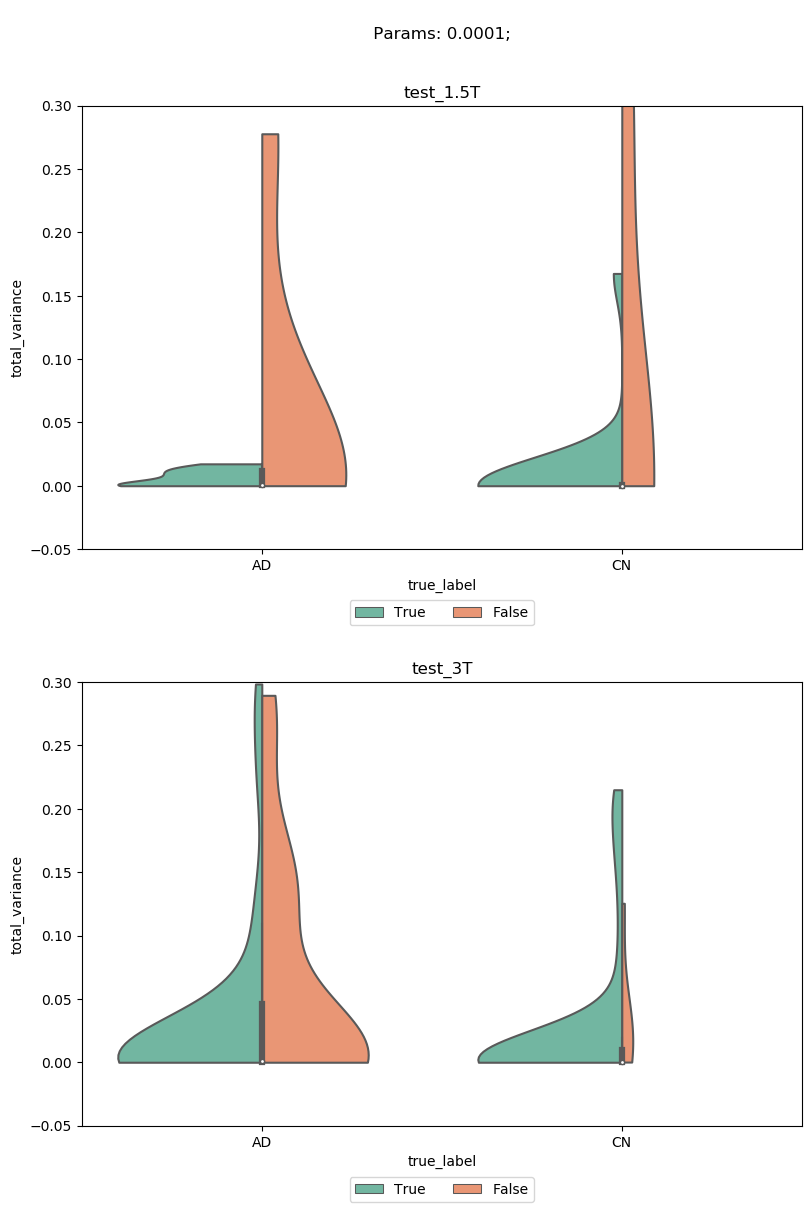 Params: 0.0001;
test_1.5T
0.30
0.25
0.20
0.15
0.10
0.05
0.00
−0.05
total_variance
AD CN
true_label
True False
test_3T
0.30
0.25
0.20
0.15
0.10
0.05
0.00
−0.05
total_variance
AD CN
true_label
True False